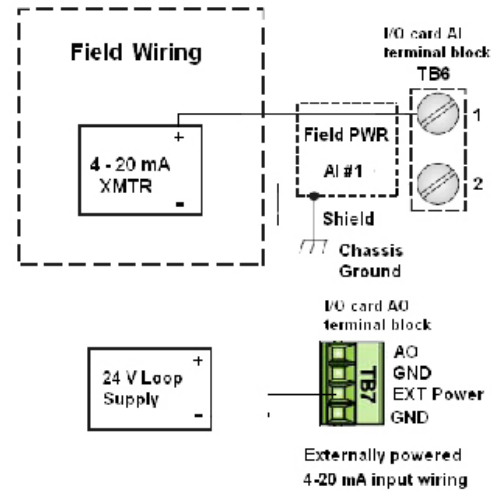 Field Wiring
I/O card AI
terminal block
TB6
+
1
Field PWR
4 - 20 mA
XMTR
AI #1
2
-
Shield
Chassis
Ground
I/O card AO
terminal block
+
24 V Loop
Supply
-
TB7
AO
GND
EXT Power
GND
Externally powered
4-20 mA input wiring